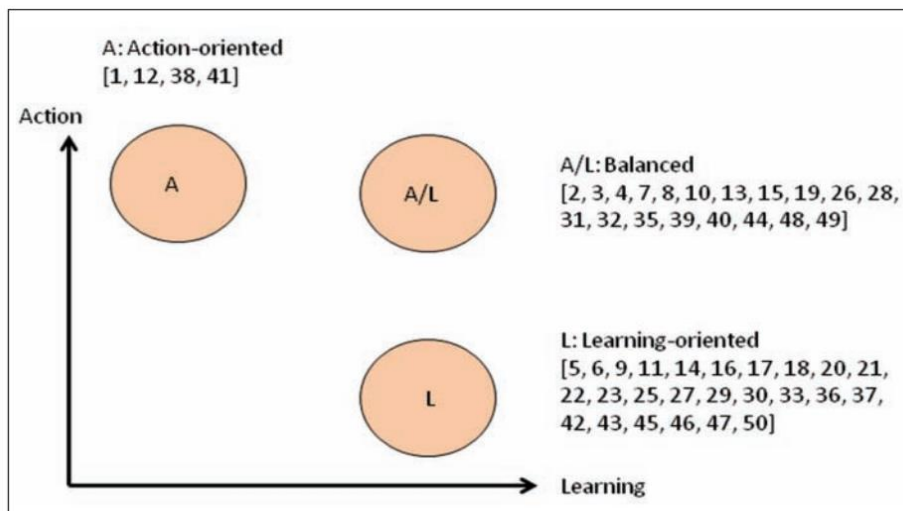 A: Action-oriented
[1, 12, 38, 41]
Action
A
A/L
A/L: Balanced
[2, 3, 4, 7, 8, 10, 13, 15, 19, 26, 28,
31, 32, 35, 39, 40, 44, 48, 49]
L: Learning-oriented
[5, 6, 9, 11, 14, 16, 17, 18, 20, 21,
22, 23, 25, 27, 29, 30, 33, 36, 37,
42, 43, 45, 46, 47, 50]
L
Learning